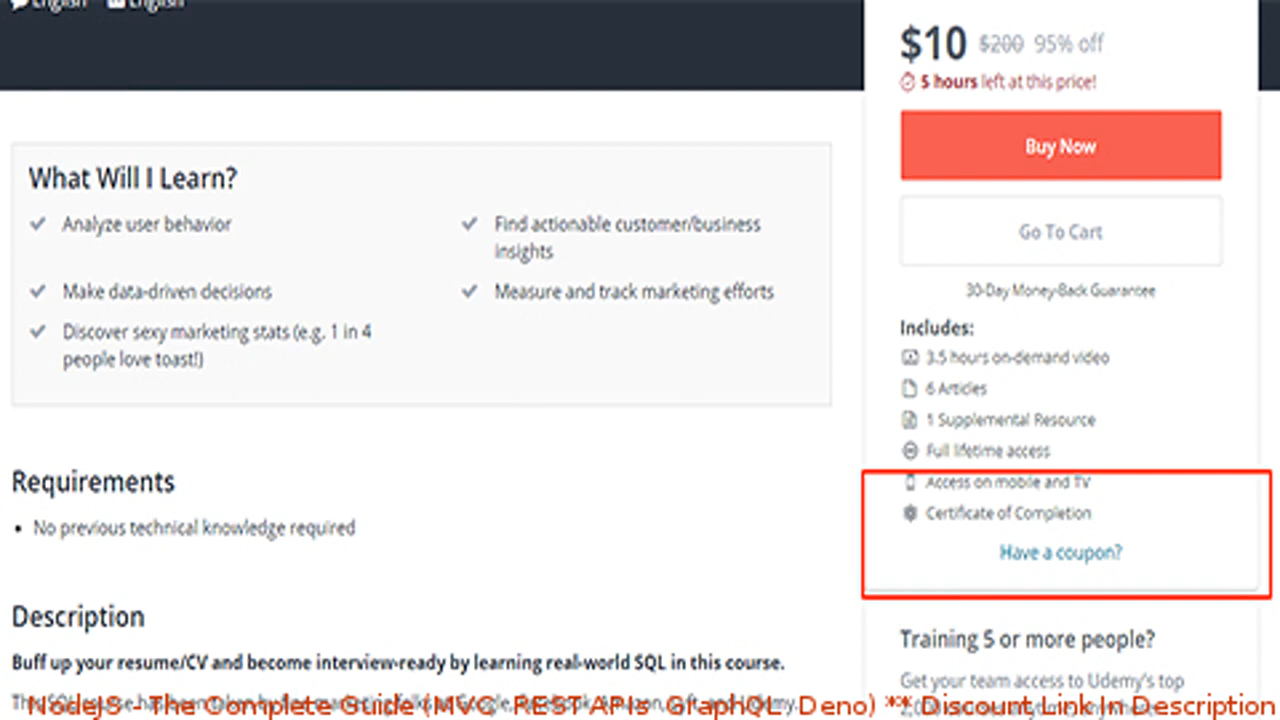 English English
What Will I Learn?
Analyze user behavior
Find actionable customer/business
insights
Make data-driven decisions
Measure and track marketing efforts
Discover sexy marketing stats (e.g. 1 in 4
people love toast!)
Requirements
• No previous technical knowledge required
Description
Buff up your resume/CV and become interview-ready by learning real-world SQL in this course.
$10 $200 95% off
5 hours left at this price!
Buy Now
Go To Cart
30-Day Money-Back Guarantee
Includes:
3.5 hours on-demand video
6 Articles
1 Supplemental Resource
Full lifetime access
Access on mobile and TV
Certificate of Completion
Have a coupon?
Training 5 or more people?
Get your team access to Udemy's top
NodeJS - The Complete Guide (MVC, REST APIs, GraphQL, Deno) ** Discount Link In Description